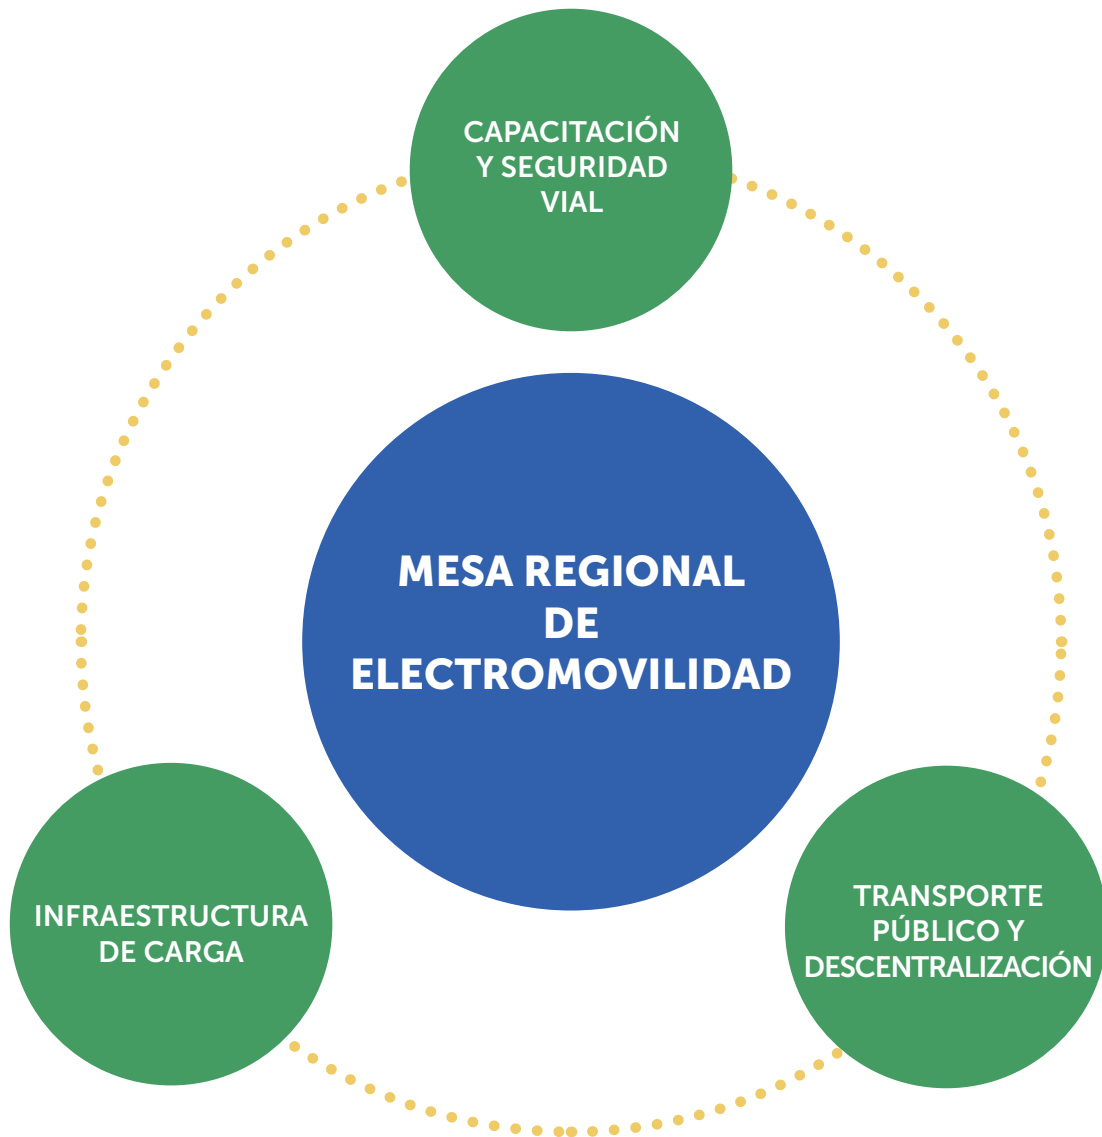 CAPACITACIÓN
Y SEGURIDAD
VIAL
MESA REGIONAL
DE
ELECTROMOVILIDAD
INFRAESTRUCTURA
DE CARGA
TRANSPORTE
PÚBLICO Y
DESCENTRALIZACIÓN